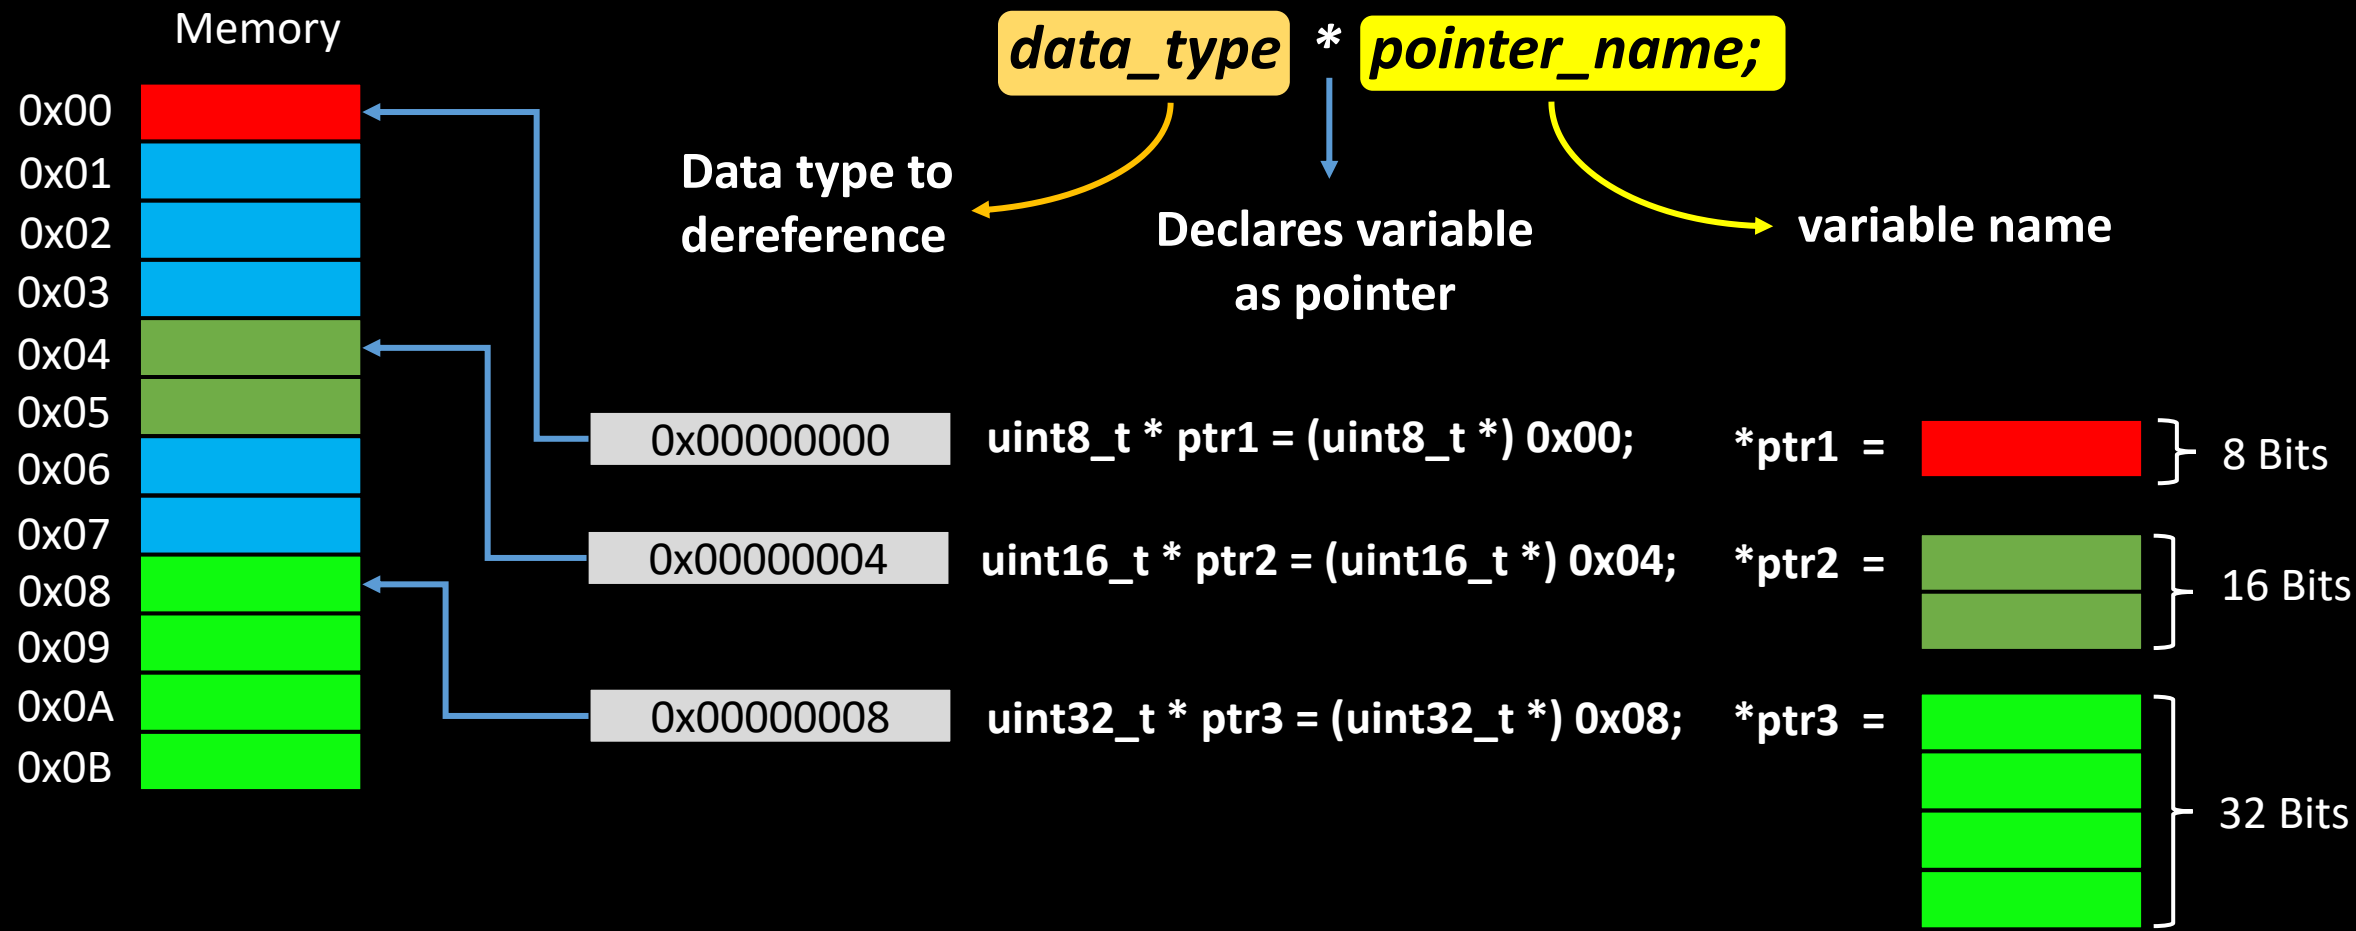 Memory
data_type * pointer_name;
Data type to
dereference
Declares variable
as pointer
variable name
0x00
0x01
0x02
0x03
0x04
0x05
0x06
0x07
0x08
0x09
0x0A
0x0B
0x00000000 uint8_t * ptr1 = (uint8_t *) 0x00; *ptr1 = 8 Bits
0x00000004 uint16_t * ptr2 = (uint16_t *) 0x04; *ptr2 = 16 Bits
0x00000008 uint32_t * ptr3 = (uint32_t *) 0x08; *ptr3 = 32 Bits